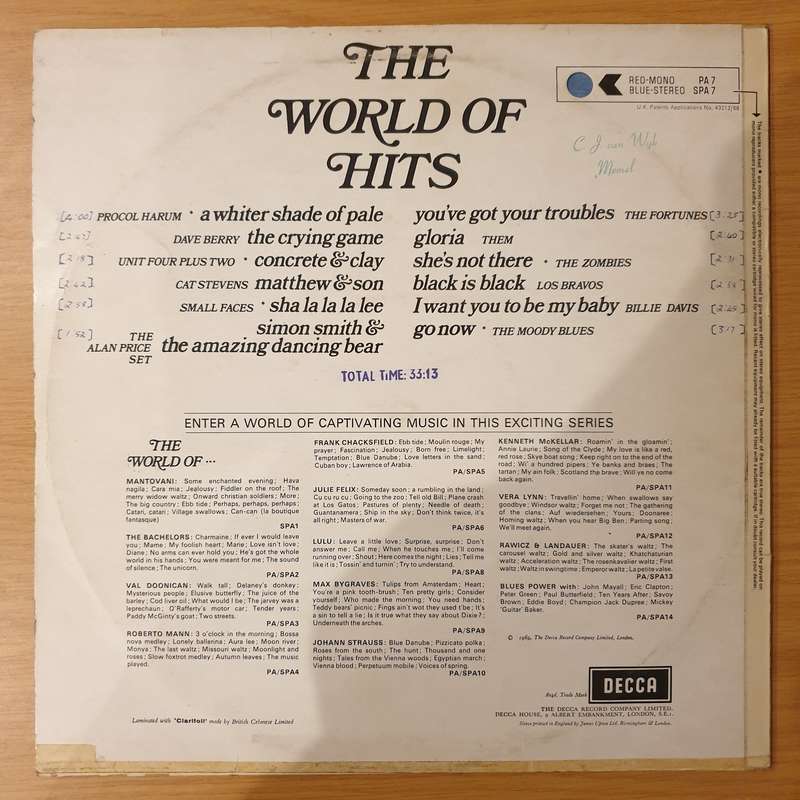 THE
WORLD OF
HITS
RED-MONO PA 7
BLUE-STEREO SPA 7
U.K. Patents Applications No. 43212/68
C J van Wyk
Memel
PROCOL HARUM · a whiter shade of pale
DAVE BERRY the crying game
UNIT FOUR PLUS TWO · concrete & clay
CAT STEVENS matthew & son
SMALL FACES · sha la la la lee
THE ALAN PRICE SET simon smith &
the amazing dancing bear
[1:52]
you've got your troubles THE FORTUNES [3:25]
gloria THEM [2:40]
she's not there · THE ZOMBIES
black is black LOS BRAVOS
I want you to be my baby BILLIE DAVIS [2:25]
go now · THE MOODY BLUES
TOTAL TIME: 33:13
ENTER A WORLD OF CAPTIVATING MUSIC IN THIS EXCITING SERIES
THE
WORLD OF...
MANTOVANI: Some enchanted evening; Hava
nagila; Cara mia; Jealousy; Fiddler on the roof; The
merry widow waltz; Onward christian soldiers; More;
The big country; Ebb tide; Perhaps, perhaps, perhaps;
Catari, catari; Village swallows; Can-can (la boutique
fantasque)
SPA1
THE BACHELORS: Charmaine; If ever I would leave
you; Mame; My foolish heart; Marie; Love isn't love;
Diane; No arms can ever hold you; He's got the whole
world in his hands; You were meant for me; The sound
of silence; The unicorn.
PA/SPA2
VAL DOONICAN: Walk tall; Delaney's donkey;
Mysterious people; Elusive butterfly; The juice of the
barley; Cod liver oil; What would I be; The jarvey was a
leprechaun; O'Rafferty's motor car; Tender years;
Paddy McGinty's goat; Two streets.
PA/SPA3
ROBERTO MANN: 3 o'clock in the morning; Bossa
nova medley; Lonely ballerina; Aura lee; Moon river;
Monya; The last waltz; Missouri waltz; Moonlight and
roses; Slow foxtrot medley; Autumn leaves; The music
played.
PA/SPA4
FRANK CHACKSFIELD: Ebb tide; Moulin rouge; My
prayer; Fascination; Jealousy; Born free; Limelight;
Temptation; Blue Danube; Love letters in the sand;
Cuban boy; Lawrence of Arabia.
PA/SPA5
JULIE FELIX: Someday soon; a rumbling in the land;
Cu cu ru cu; Going to the zoo; Tell old Bill; Plane crash
at Los Gatos; Pastures of plenty; Needle of death;
Guantanamera; Ship in the sky; Don't think twice, it's
all right; Masters of war.
PA/SPA6
LULU: Leave a little love; Surprise, surprise; Don't
answer me; Call me; When he touches me; I'll come
running over; Shout; Here comes the night; Lies; Tell me
like it is; Tossin' and turnin'; Try to understand.
PA/SPA8
MAX BYGRAVES: Tulips from Amsterdam; Heart;
You're a pink tooth-brush; Ten pretty girls; Consider
yourself; Who made the morning; You need hands;
Teddy bears' picnic; Fings ain't wot they used t'be; It's
a sin to tell a lie; Is it true what they say about Dixie?;
Underneath the arches.
PA/SPA9
JOHANN STRAUSS: Blue Danube; Pizzicato polka;
Roses from the south; The hunt; Thousand and one
nights; Tales from the Vienna woods; Egyptian march;
Vienna blood; Perpetuum mobile; Voices of spring.
PA/SPA10
KENNETH McKELLAR: Roamin' in the gloamin';
Annie Laurie; Song of the Clyde; My love is like a red,
red rose; Skye boat song; Keep right on to the end of the
road; Wi' a hundred pipers; Ye banks and braes; The
tartan; My ain folk; Scotland the brave; Will ye no come
back again.
PA/SPA11
VERA LYNN: Travellin' home; When swallows say
goodbye; Windsor waltz; Forget me not; The gathering
of the clans; Auf wiedersehen; Yours; Doonaree;
Homing waltz; When you hear Big Ben; Parting song;
We'll meet again.
PA/SPA12
RAWICZ & LANDAUER: The skater's waltz; The
carousel waltz; Gold and silver waltz; Khatchaturian
waltz; Acceleration waltz; The rosenkavalier waltz; First
waltz; Waltz in swingtime; Emperor waltz; La petite valse.
PA/SPA13
BLUES POWER with: John Mayall; Eric Clapton;
Peter Green; Paul Butterfield; Ten Years After; Savoy
Brown; Eddie Boyd; Champion Jack Dupree; Mickey
'Guitar' Baker.
PA/SPA14
© 1969, The Decca Record Company Limited, London.
Regd. Trade Mark DECCA
THE DECCA RECORD COMPANY LIMITED,
DECCA HOUSE, 9 ALBERT EMBANKMENT, LONDON, S.E.1.
Sleeve printed in England by James Upton Ltd. Birmingham & London.
Laminated with "Clarifoil" made by British Celanese Limited